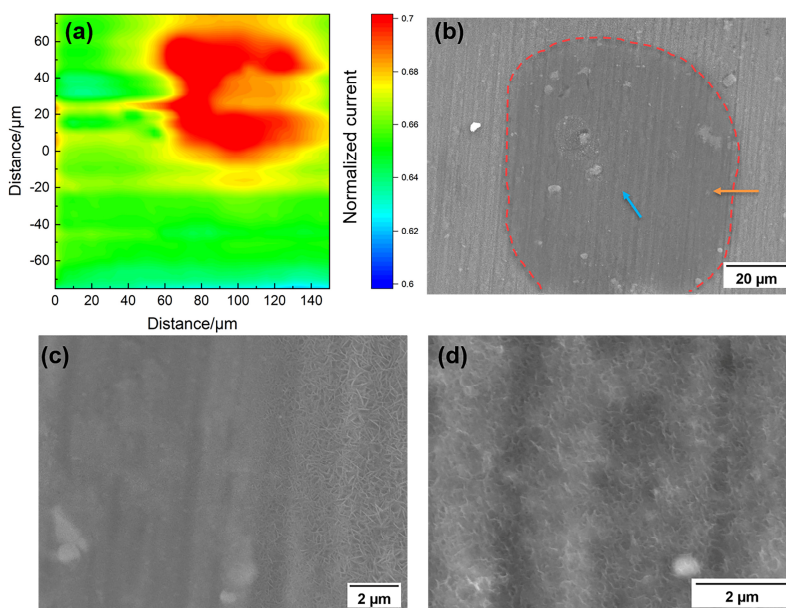 (a)
60
40
20
0
-20
-40
-60
Distance/µm
0 20 40 60 80 100 120 140
Distance/µm
Normalized current
0.7
0.68
0.66
0.64
0.62
0.6
(b)
20 µm
(c)
2 µm
(d)
2 µm